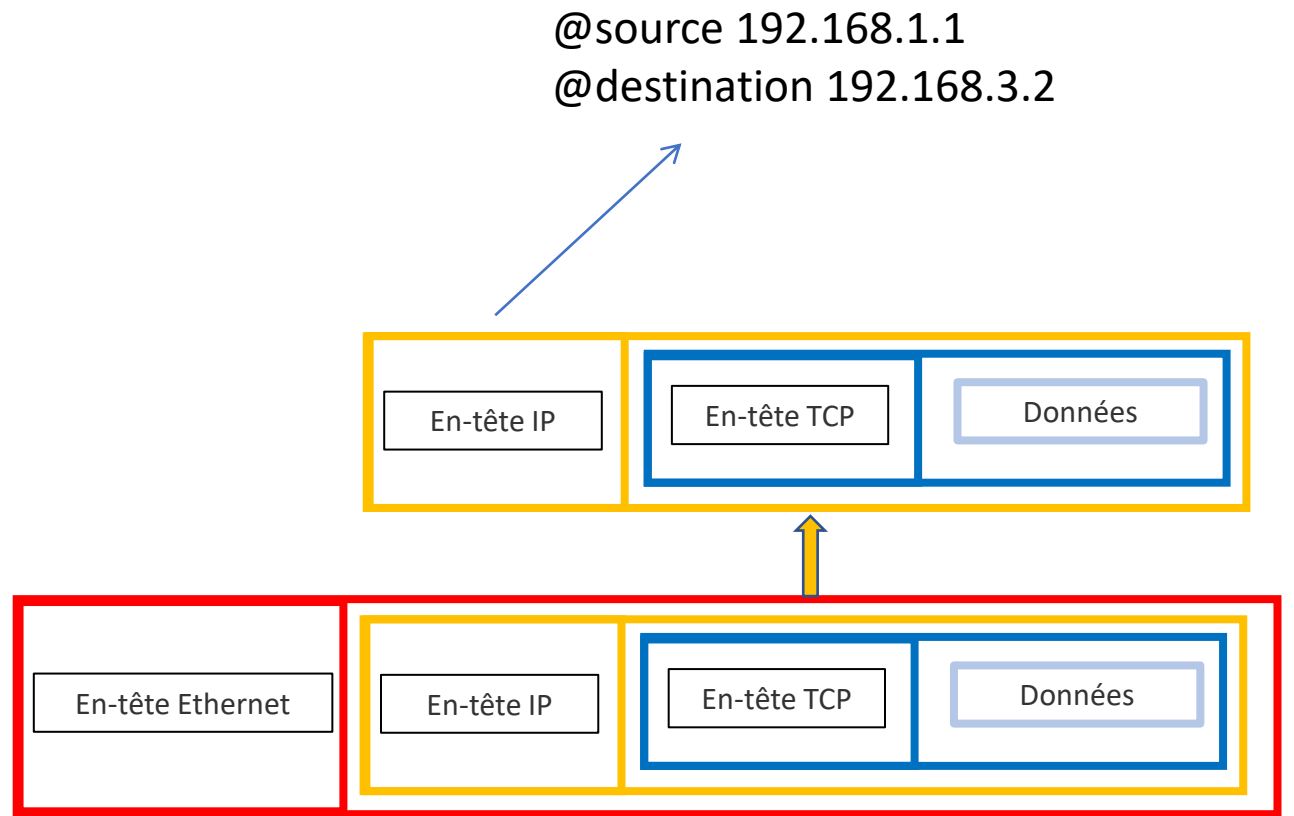 @source 192.168.1.1
@destination 192.168.3.2
En-tête IP
En-tête TCP
Données
En-tête Ethernet
En-tête IP
En-tête TCP
Données